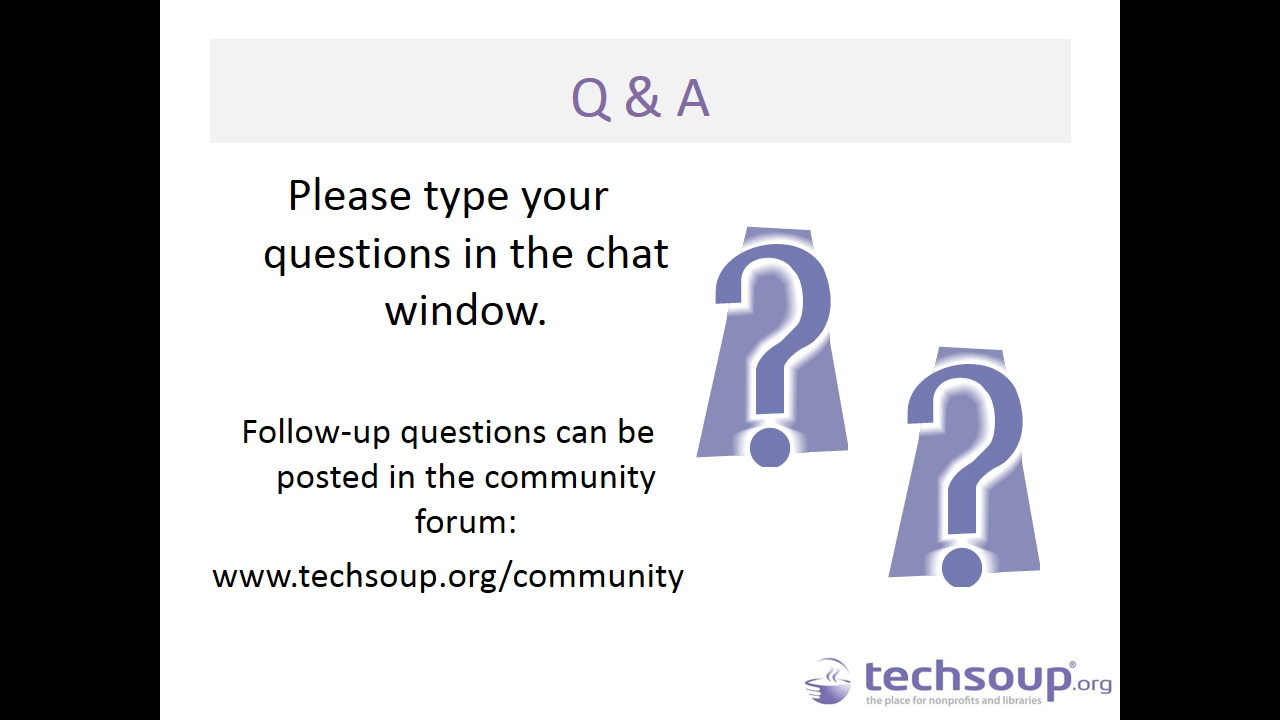 Q & A
Please type your
questions in the chat
window.
Follow-up questions can be
posted in the community
forum:
www.techsoup.org/community
techsoup®.org
the place for nonprofits and libraries